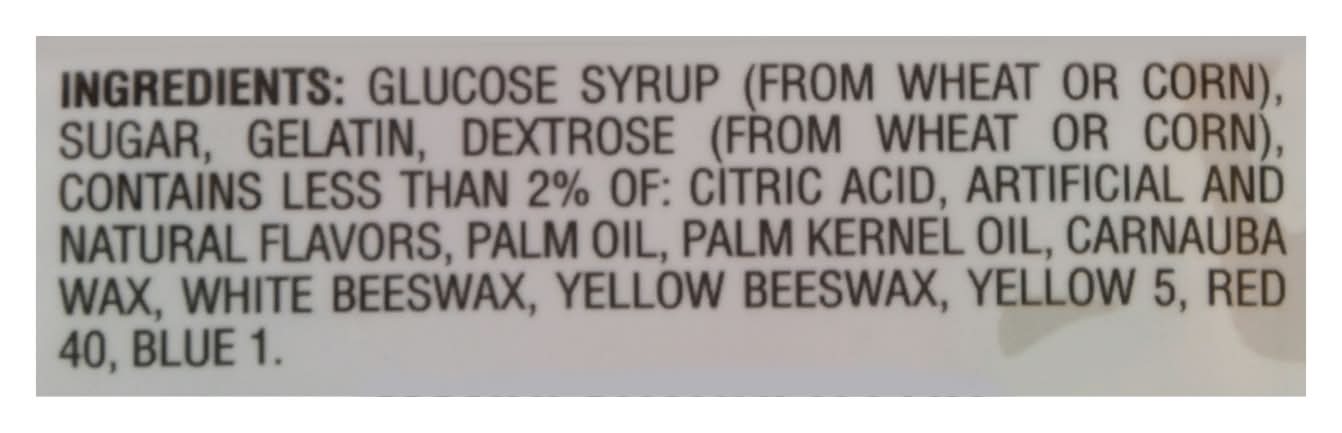 INGREDIENTS: GLUCOSE SYRUP (FROM WHEAT OR CORN),
SUGAR, GELATIN, DEXTROSE (FROM WHEAT OR CORN),
CONTAINS LESS THAN 2% OF: CITRIC ACID, ARTIFICIAL AND
NATURAL FLAVORS, PALM OIL, PALM KERNEL OIL, CARNAUBA
WAX, WHITE BEESWAX, YELLOW BEESWAX, YELLOW 5, RED
40, BLUE 1.